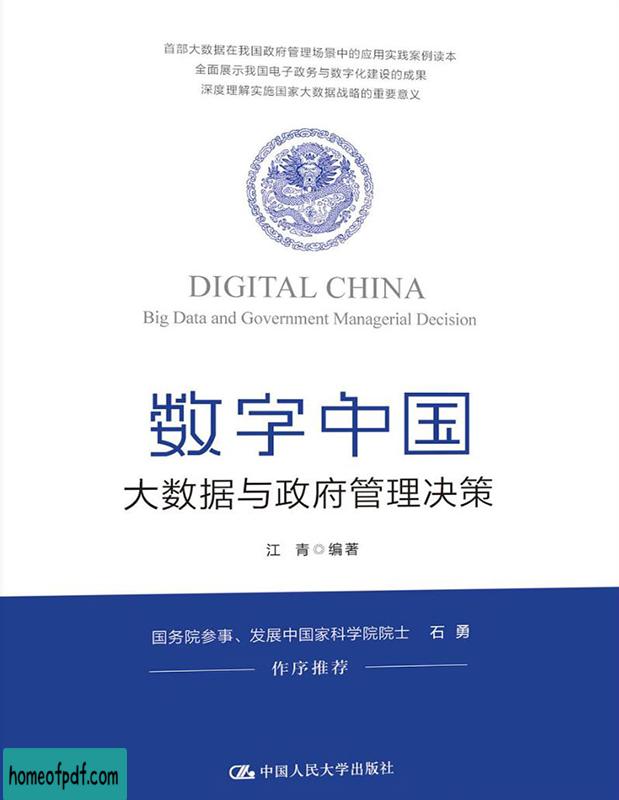 首部大数据在我国政府管理场景中的应用实践案例读本
全面展示我国电子政务与数字化建设的成果
深度理解实施国家大数据战略的重要意义
DIGITAL CHINA
Big Data and Government Managerial Decision
数字中国
大数据与政府管理决策
江 青◎编著
国务院参事、发展中国家科学院院士 石 勇
作序推荐
中国人民大学出版社
homeofpdf.com